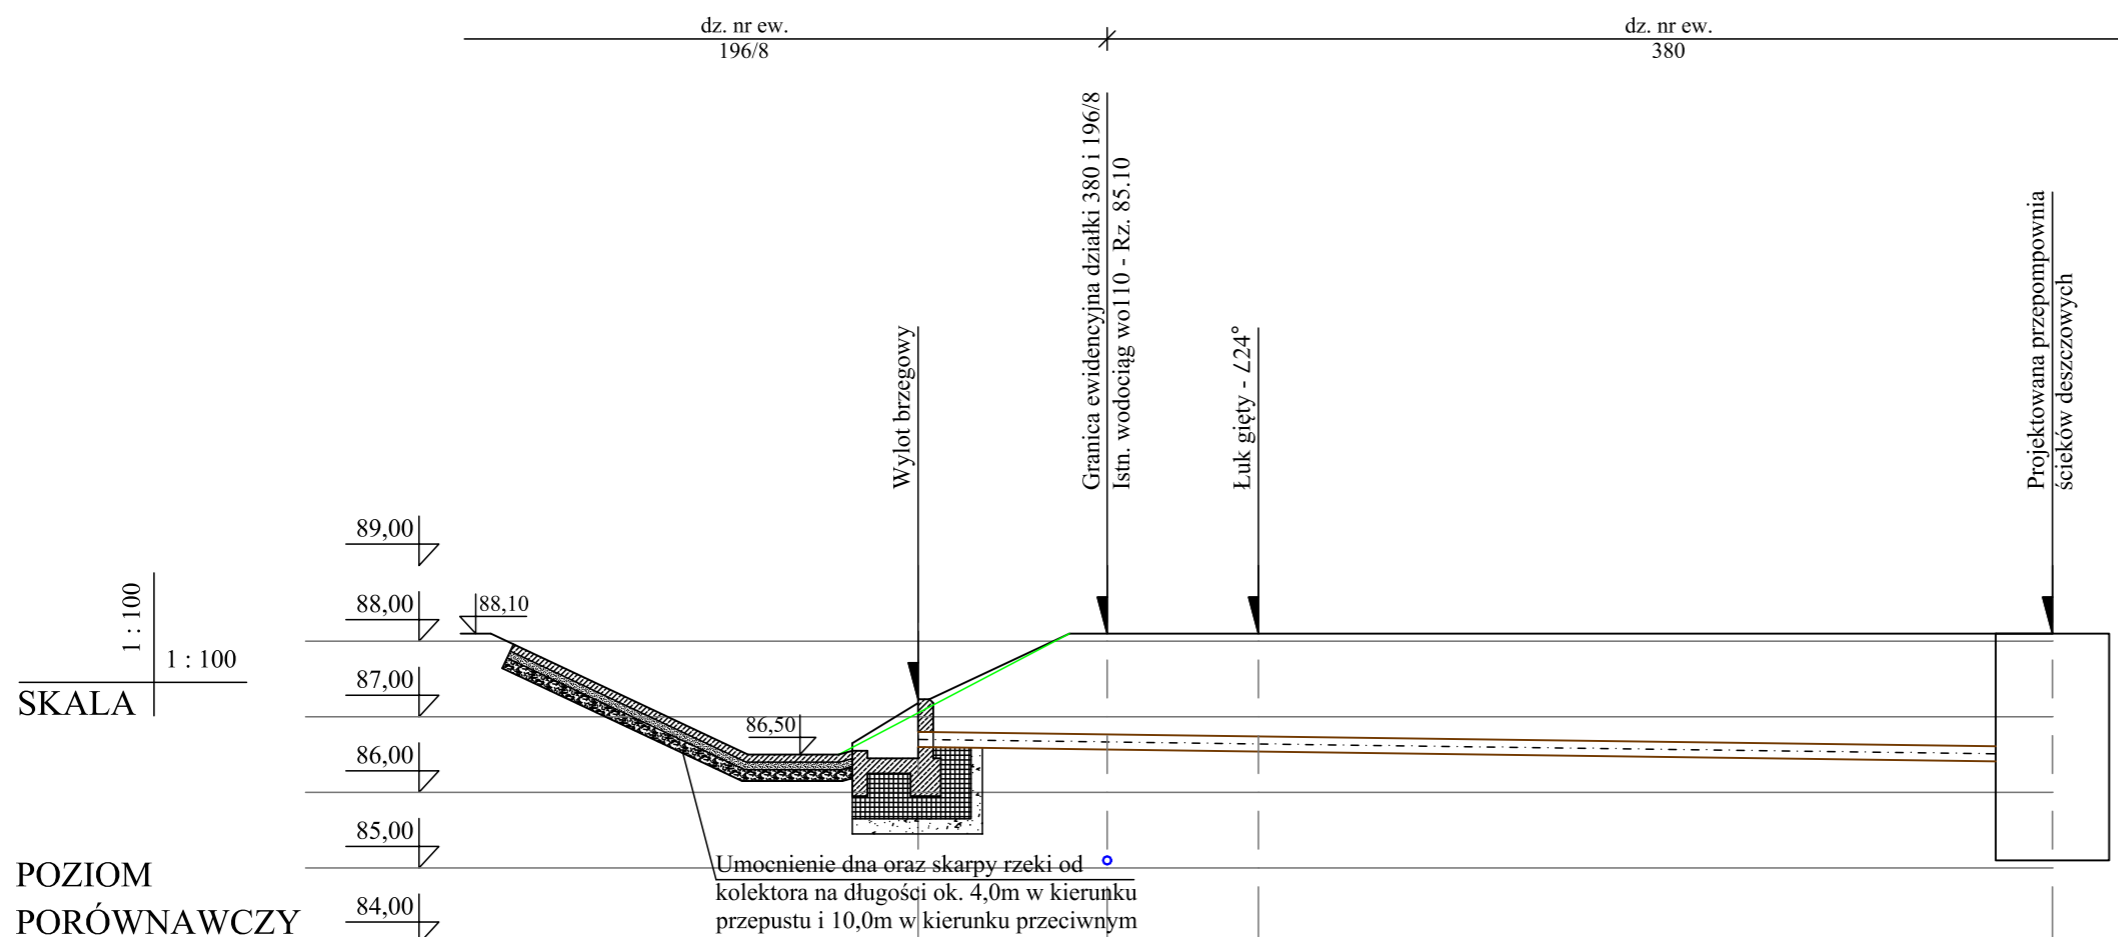 dz. nr ew.
196/8
dz. nr ew.
380
Wylot brzegowy
Granica ewidencyjna działki 380 i 196/8
Istn. wodociąg wo110 - Rz. 85.10
Łuk gięty - ∠24°
Projektowana przepompownia
ścieków deszczowych
89,00
88,00
87,00
86,00
85,00
84,00
88,10
86,50
1 : 100
1 : 100
SKALA
POZIOM
PORÓWNAWCZY
Umocnienie dna oraz skarpy rzeki od
kolektora na długości ok. 4,0m w kierunku
przepustu i 10,0m w kierunku przeciwnym